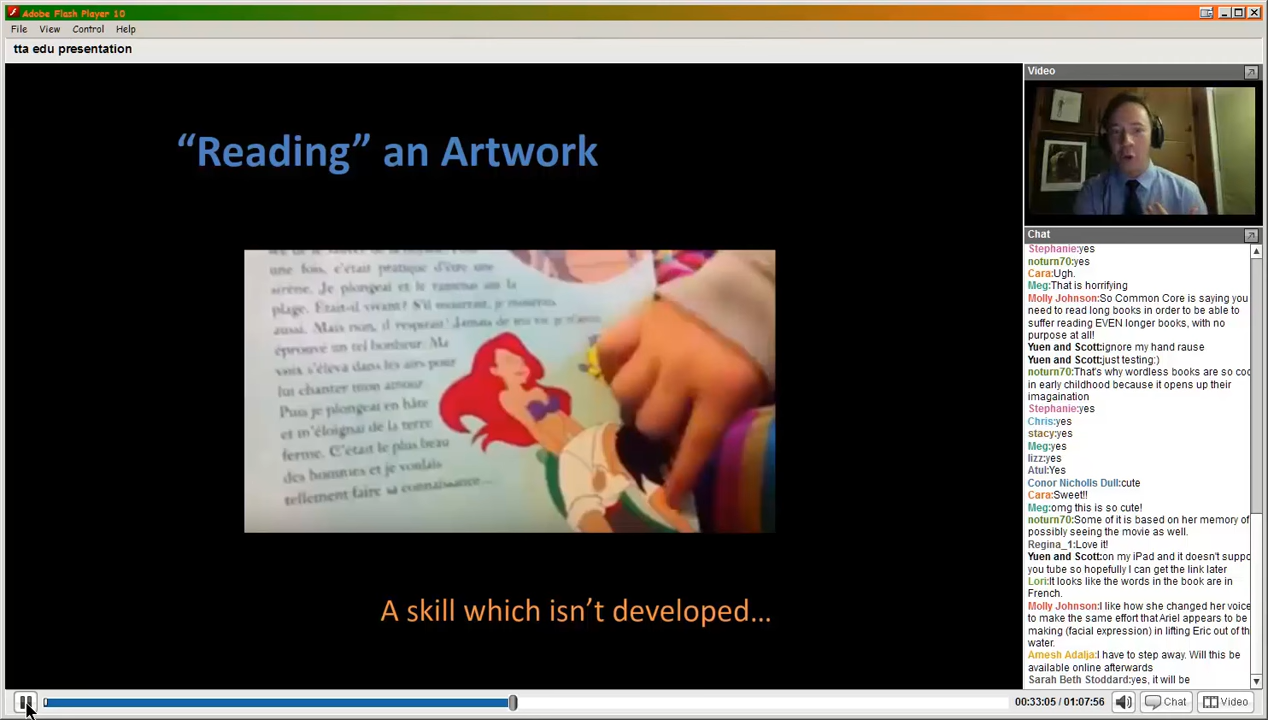 Adobe Flash Player 10
File View Control Help
tta edu presentation
“Reading” an Artwork
une fois, c'était pratique d'être une
sirène. Je plongeai et le ramenai sur la
plage. Était-il vivant? S'il mourrait, je mourrais
aussi. Mais non, il respirait! Jamais de ma vie je n'avais
éprouvé un tel bonheur. Ma
voix s'éleva dans les airs pour
lui chanter mon amour
Puis je plongeai en hâte
et m'éloignai de la terre
ferme. C'était le plus beau
des hommes et je voulais
tellement faire sa connaissance...
A skill which isn’t developed...
Video
Chat
Stephanie:yes
noturn70:yes
Cara:Ugh.
Meg:That is horrifying
Molly Johnson:So Common Core is saying you
need to read long books in order to be able to
suffer reading EVEN longer books, with no
purpose at all!
Yuen and Scott:ignore my hand rause
Yuen and Scott:just testing:)
noturn70:That's why wordless books are so coo
in early childhood because it opens up their
imagaination
Stephanie:yes
Chris:yes
stacy:yes
Meg:yes
lizz:yes
Atul:Yes
Conor Nicholls Dull:cute
Cara:Sweet!!
Meg:omg this is so cute!
noturn70:Some of it is based on her memory of
possibly seeing the movie as well.
Regina_1:Love it!
Yuen and Scott:on my iPad and it doesn't suppo
you tube so hopefully I can get the link later
Lori:It looks like the words in the book are in
French.
Molly Johnson:I like how she changed her voice
to make the same effort that Ariel appears to be
making (facial expression) in lifting Eric out of th
water.
Amesh Adalja:I have to step away. Will this be
available online afterwards
Sarah Beth Stoddard:yes, it will be
00:33:05 / 01:07:56 Chat Video